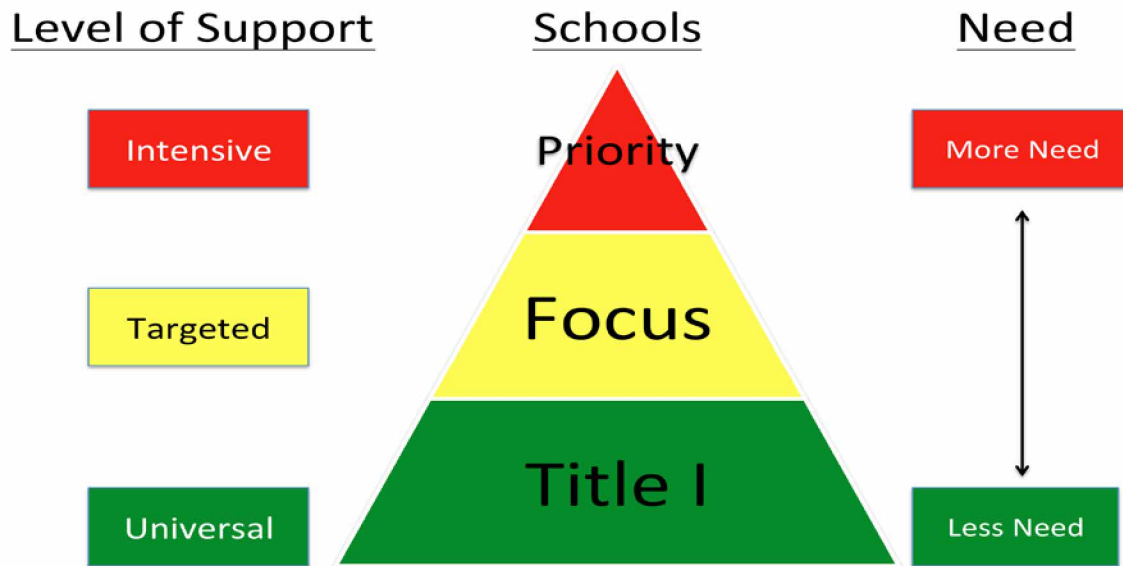 Level of Support
Schools
Need
Intensive
Priority
More Need
Targeted
Focus
Universal
Title I
Less Need